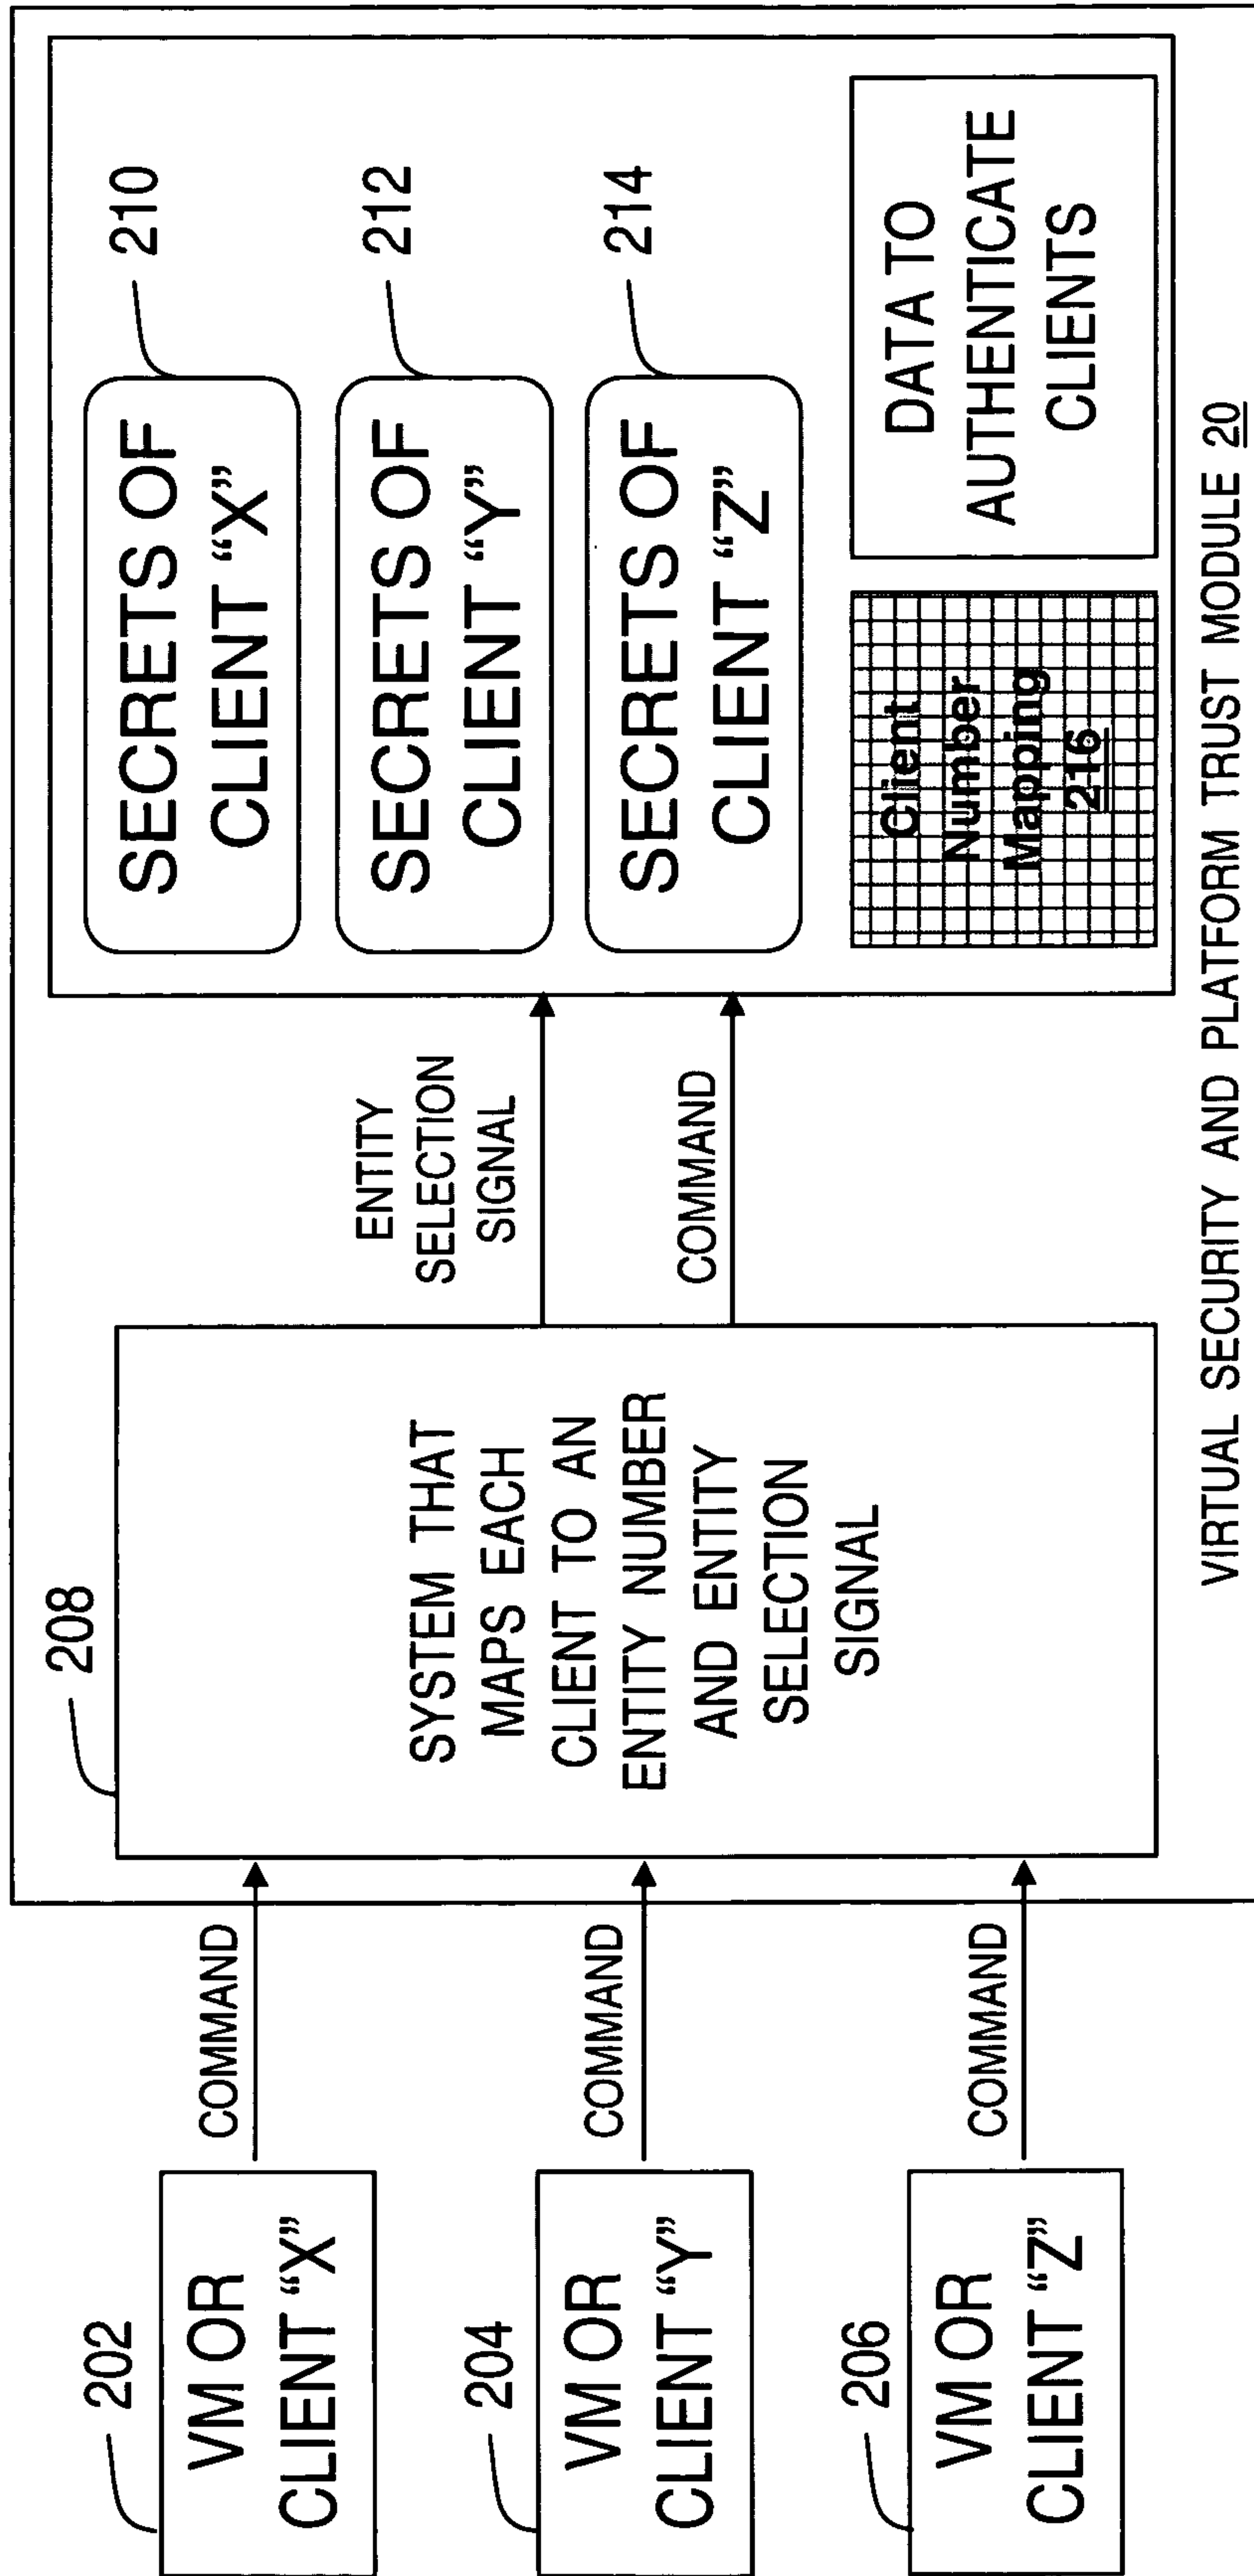 202
VM OR
CLIENT “X”
COMMAND
204
VM OR
CLIENT “Y”
COMMAND
206
VM OR
CLIENT “Z”
COMMAND
208
SYSTEM THAT
MAPS EACH
CLIENT TO AN
ENTITY NUMBER
AND ENTITY
SELECTION
SIGNAL
ENTITY
SELECTION
SIGNAL
COMMAND
SECRETS OF
CLIENT “X”
210
SECRETS OF
CLIENT “Y”
212
SECRETS OF
CLIENT “Z”
214
Client
Number
Mapping
216
DATA TO
AUTHENTICATE
CLIENTS
VIRTUAL SECURITY AND PLATFORM TRUST MODULE 20